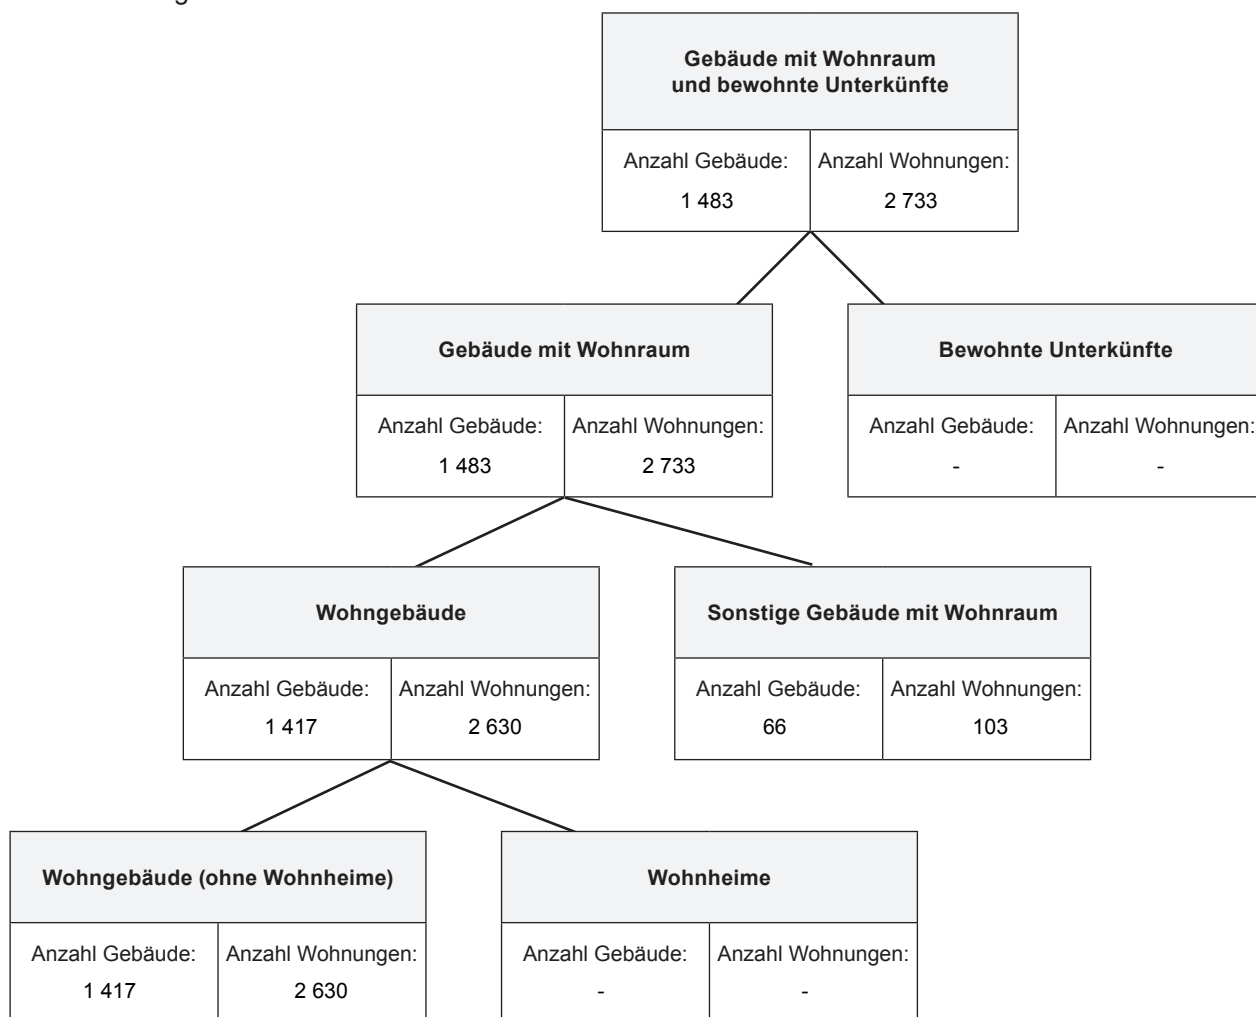 Gebäude mit Wohnraum
und bewohnte Unterkünfte
Anzahl Gebäude:
1 483
Anzahl Wohnungen:
2 733
Gebäude mit Wohnraum
Anzahl Gebäude:
1 483
Anzahl Wohnungen:
2 733
Bewohnte Unterkünfte
Anzahl Gebäude:
-
Anzahl Wohnungen:
-
Wohngebäude
Anzahl Gebäude:
1 417
Anzahl Wohnungen:
2 630
Sonstige Gebäude mit Wohnraum
Anzahl Gebäude:
66
Anzahl Wohnungen:
103
Wohngebäude (ohne Wohnheime)
Anzahl Gebäude:
1 417
Anzahl Wohnungen:
2 630
Wohnheime
Anzahl Gebäude:
-
Anzahl Wohnungen:
-